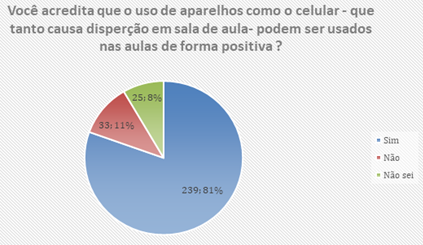 Você acredita que o uso de aparelhos como o celular - que
tanto causa disperção em sala de aula- podem ser usados
nas aulas de forma positiva ?
25; 8%
33; 11%
239; 81%
Sim
Não
Não sei